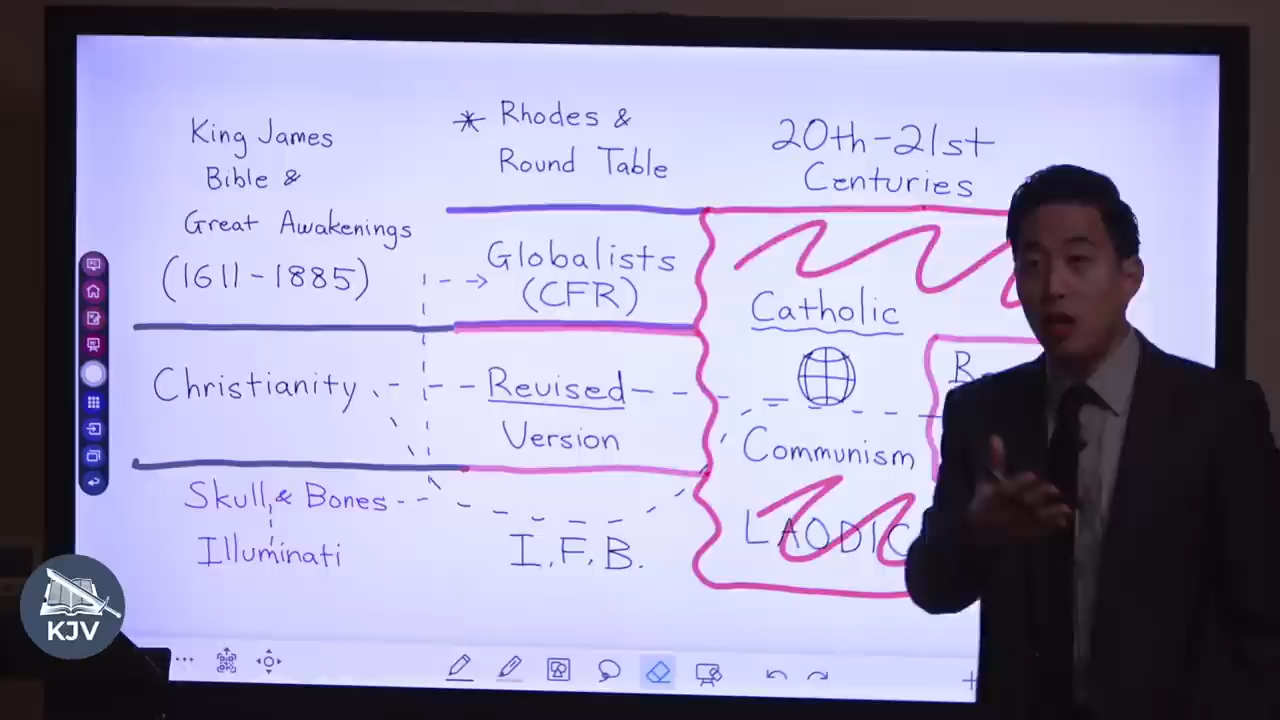 King James
Bible &
Great Awakenings
(1611-1885)
* Rhodes &
Round Table
20th-21st
Centuries
Globalists
(CFR)
Catholic
Christianity
Revised
Version
Communism
Skull & Bones
Illuminati
I.F.B.
LAODIC
KJV